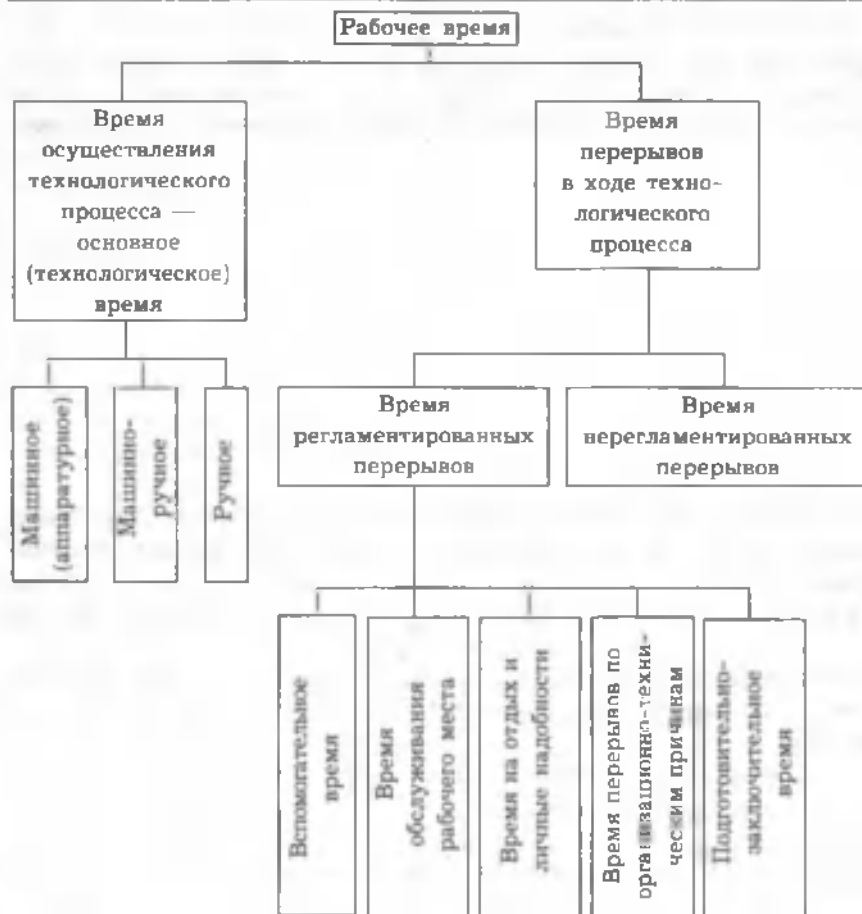 Рабочее время
Время
осуществления
технологического
процесса —
основное
(технологическое)
время
Время
перерывов
в ходе техно-
логического
процесса
Машинное
(аппаратурное)
Машинно-
ручное
Ручное
Время
регламентированных
перерывов
Время
нерегламентированных
перерывов
Вспомогательное
время
Время
обслуживания
рабочего места
Время на отдых и
личные надобности
Время перерывов по
организационно-техни-
ческим причинам
Подготовительно-
заключительное
время